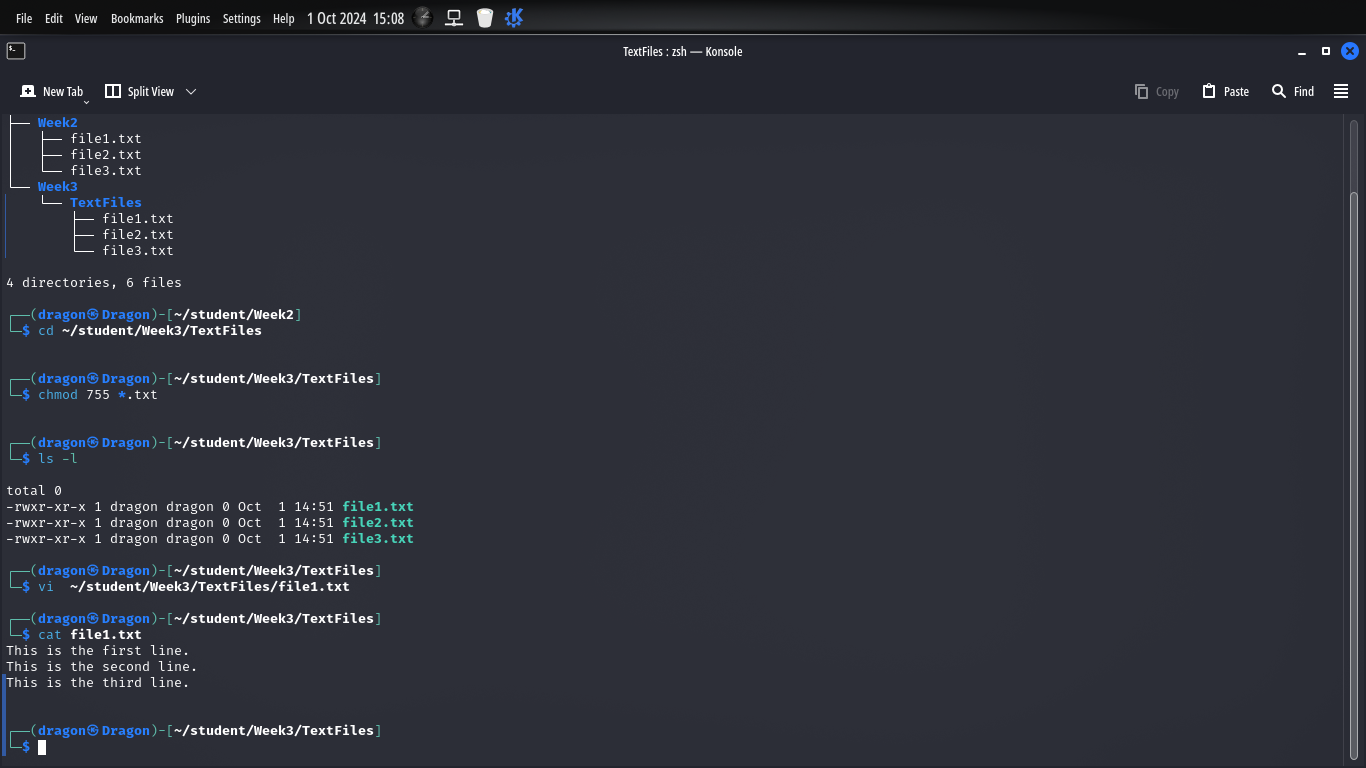 File Edit View Bookmarks Plugins Settings Help 1 Oct 2024 15:08
TextFiles : zsh — Konsole
New Tab Split View Copy Paste Find
├── Week2
│   ├── file1.txt
│   ├── file2.txt
│   └── file3.txt
└── Week3
    └── TextFiles
        ├── file1.txt
        ├── file2.txt
        └── file3.txt
4 directories, 6 files
┌──(dragon㉿Dragon)-[~/student/Week2]
└─$ cd ~/student/Week3/TextFiles
┌──(dragon㉿Dragon)-[~/student/Week3/TextFiles]
└─$ chmod 755 *.txt
┌──(dragon㉿Dragon)-[~/student/Week3/TextFiles]
└─$ ls -l
total 0
-rwxr-xr-x 1 dragon dragon 0 Oct  1 14:51 file1.txt
-rwxr-xr-x 1 dragon dragon 0 Oct  1 14:51 file2.txt
-rwxr-xr-x 1 dragon dragon 0 Oct  1 14:51 file3.txt
┌──(dragon㉿Dragon)-[~/student/Week3/TextFiles]
└─$ vi  ~/student/Week3/TextFiles/file1.txt
┌──(dragon㉿Dragon)-[~/student/Week3/TextFiles]
└─$ cat file1.txt
This is the first line.
This is the second line.
This is the third line.
┌──(dragon㉿Dragon)-[~/student/Week3/TextFiles]
└─$